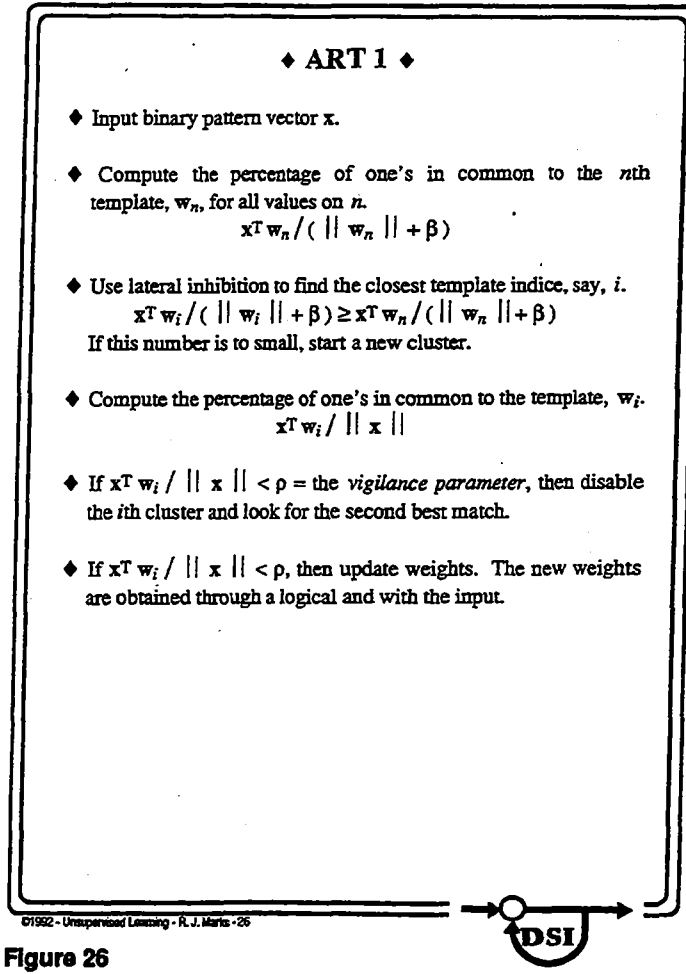 ♦ ART 1 ♦
♦ Input binary pattern vector x.
♦ Compute the percentage of one's in common to the nth
template, wₙ, for all values on n.
xᵀ wₙ / ( || wₙ || + β )
♦ Use lateral inhibition to find the closest template indice, say, i.
xᵀ wᵢ / ( || wᵢ || + β ) ≥ xᵀ wₙ / ( || wₙ || + β )
If this number is to small, start a new cluster.
♦ Compute the percentage of one's in common to the template, wᵢ.
xᵀ wᵢ / || x ||
♦ If xᵀ wᵢ / || x || < ρ = the vigilance parameter, then disable
the ith cluster and look for the second best match.
♦ If xᵀ wᵢ / || x || < ρ, then update weights. The new weights
are obtained through a logical and with the input.
©1992 - Unsupervised Learning - R. J. Marks - 26
DSI
Figure 26